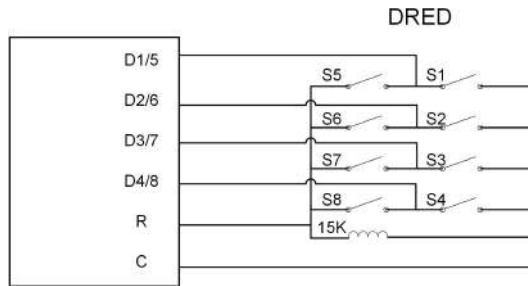 DRED
D1/5
S5 S1
D2/6
S6 S2
D3/7
S7 S3
D4/8
S8 S4
R
15K
C